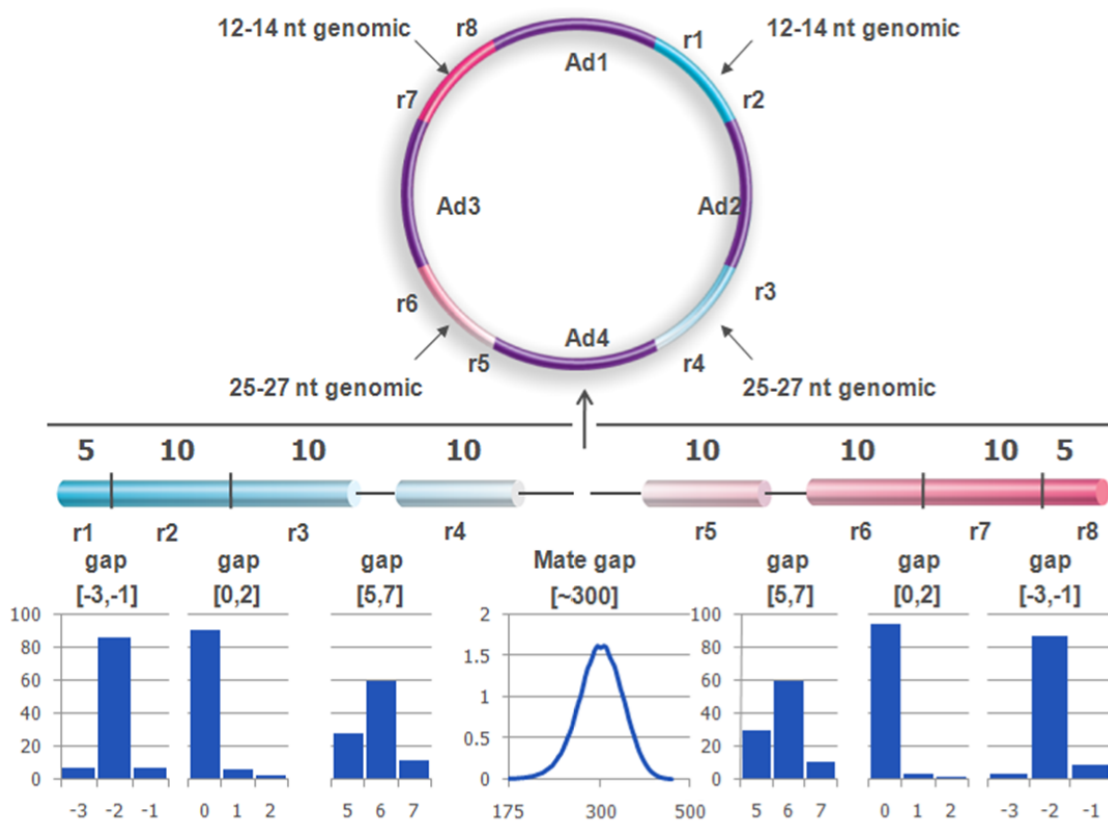 12-14 nt genomic r8 r1 12-14 nt genomic
Ad1
r7 r2
Ad3 Ad2
r6 r3
Ad4
r5 r4
25-27 nt genomic 25-27 nt genomic
5 10 10 10 10 10 10 5
r1 r2 r3 r4 r5 r6 r7 r8
gap gap gap Mate gap gap gap gap
[-3,-1] [0,2] [5,7] [~300] [5,7] [0,2] [-3,-1]
100 2 100
80 1.5 80
60 60
1
40 40
0.5
20 20
0 0 0
-3 -2 -1 0 1 2 5 6 7 175 300 500 5 6 7 0 1 2 -3 -2 -1